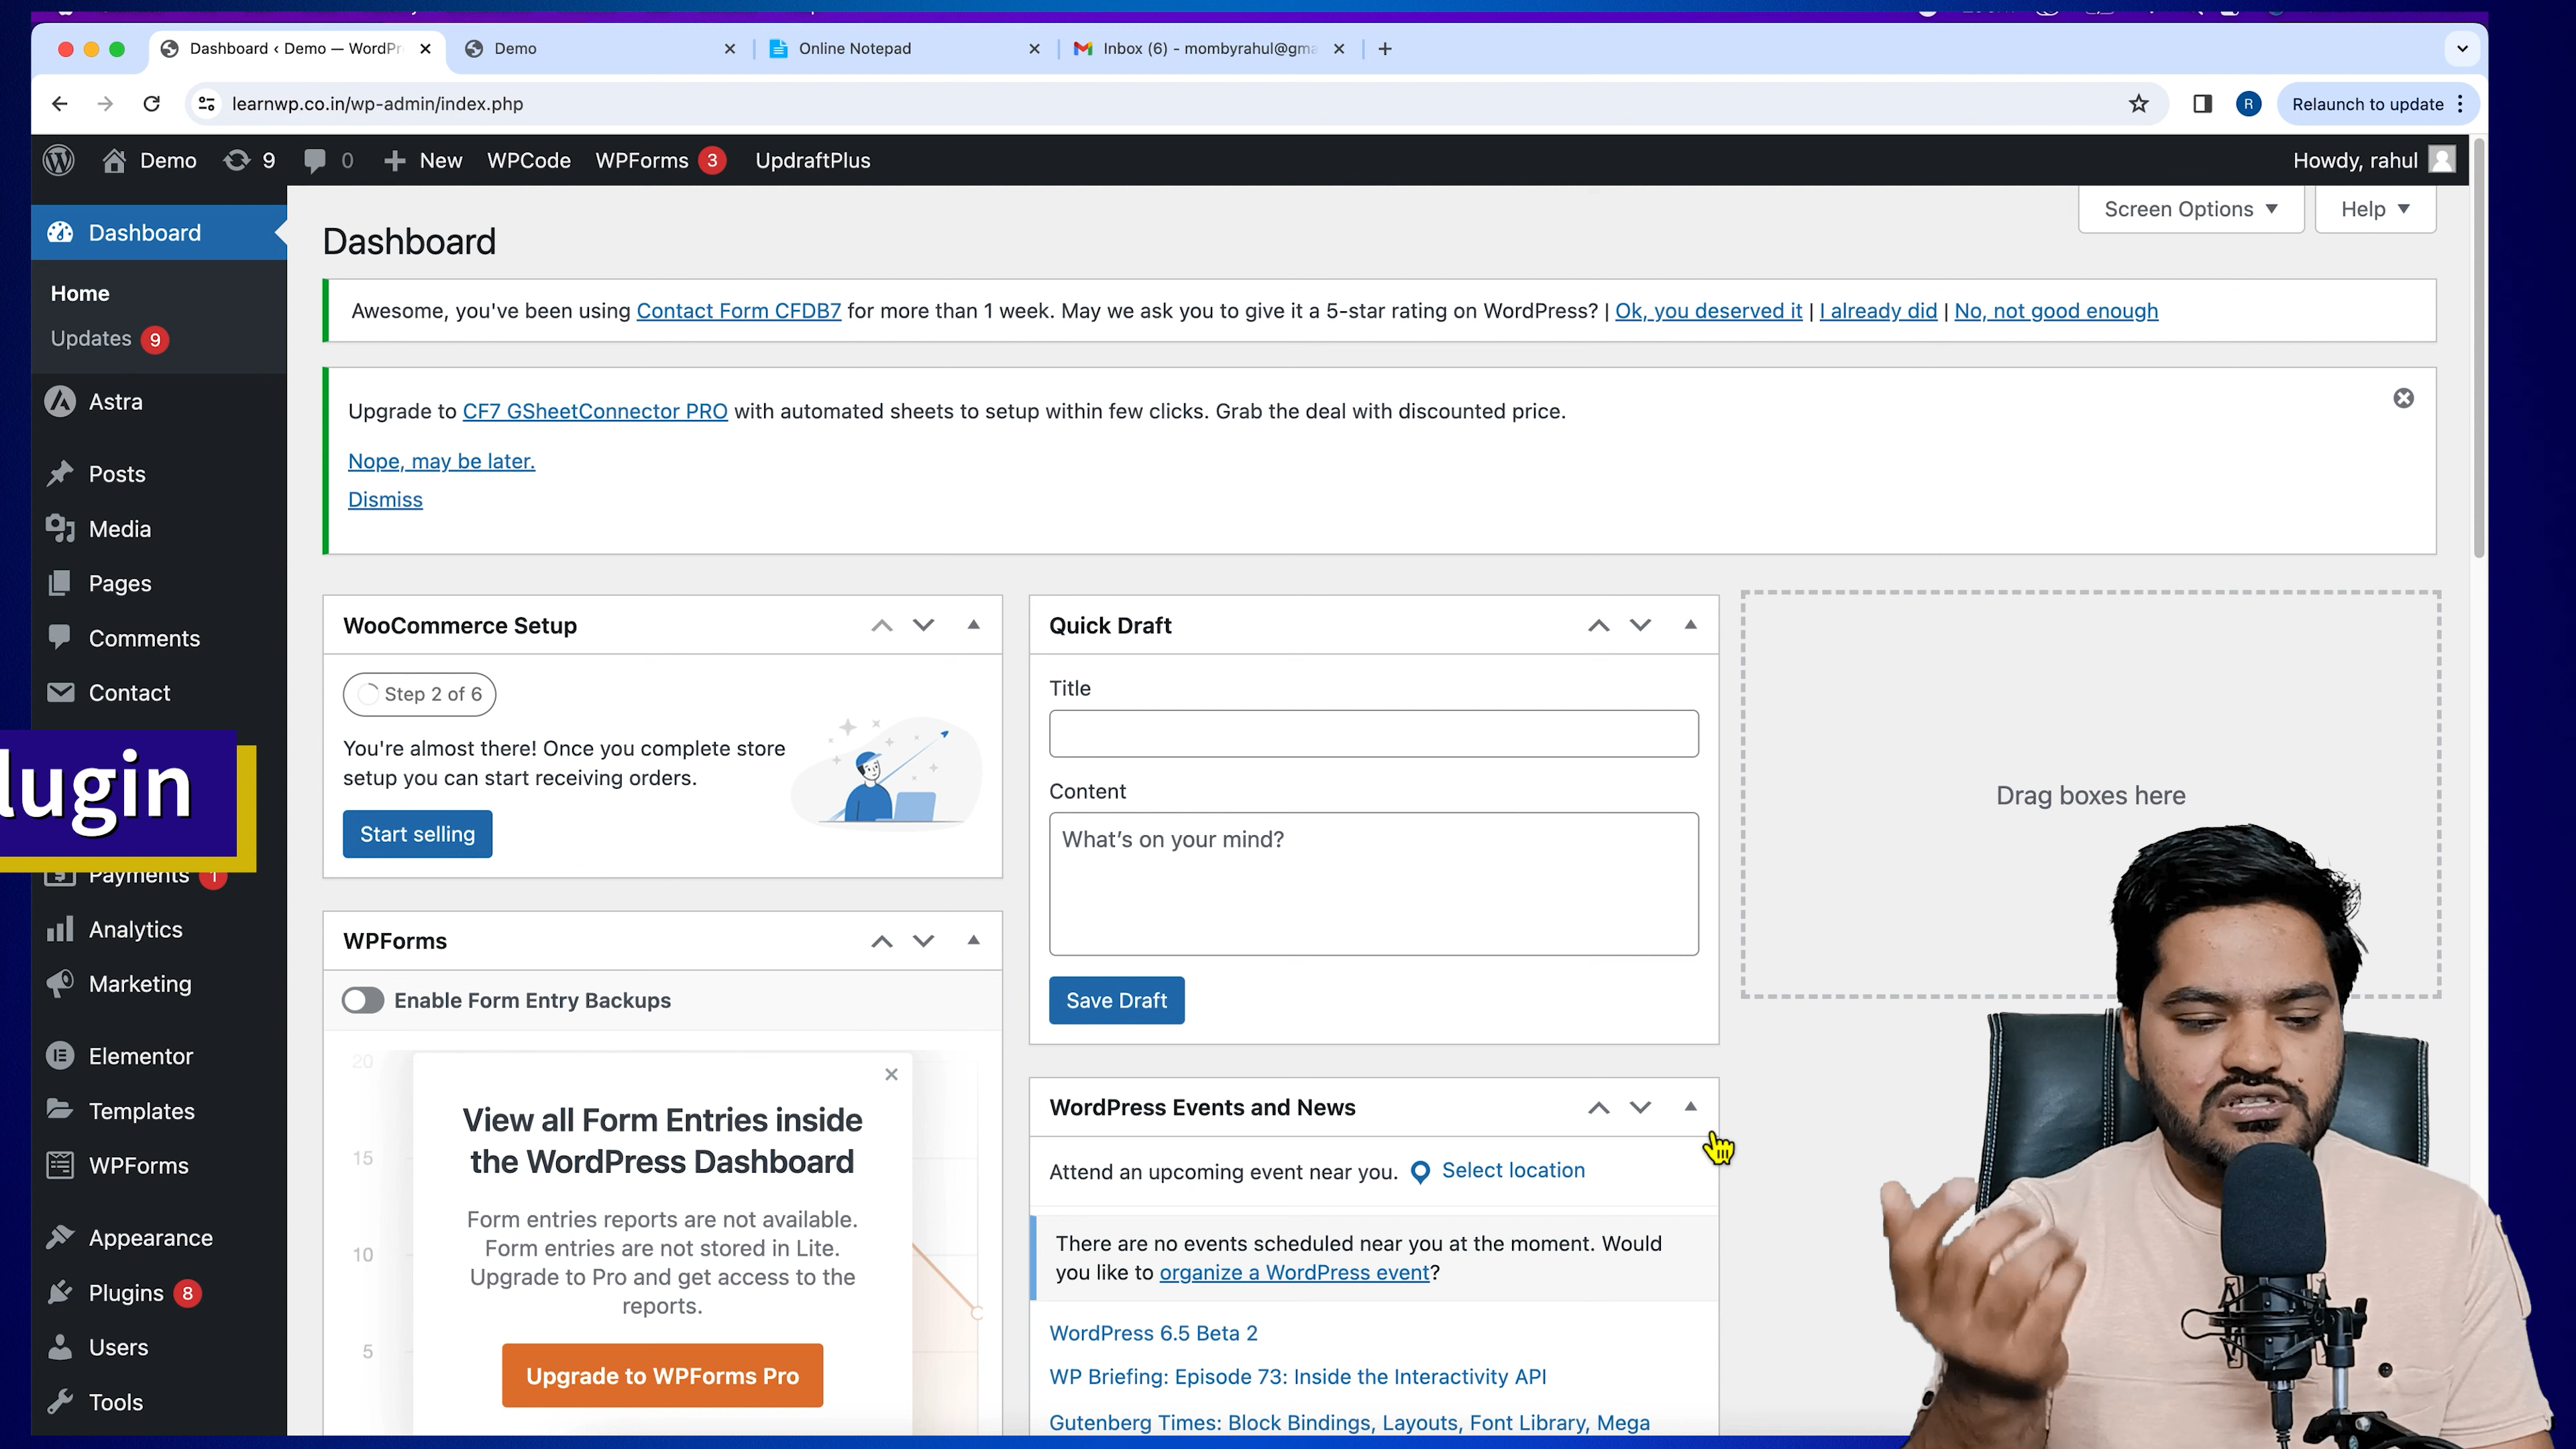 Dashboard ‹ Demo — WordPr
Demo
Online Notepad
Inbox (6) - mombyrahul@gma
learnwp.co.in/wp-admin/index.php
R
Relaunch to update
Demo
9
0
New
WPCode
WPForms 3
UpdraftPlus
Howdy, rahul
Dashboard
Home
Updates 9
Astra
Posts
Media
Pages
Comments
Contact
lugin
Payments 1
Analytics
Marketing
Elementor
Templates
WPForms
Appearance
Plugins 8
Users
Tools
Screen Options
Help
Dashboard
Awesome, you've been using Contact Form CFDB7 for more than 1 week. May we ask you to give it a 5-star rating on WordPress? | Ok, you deserved it | I already did | No, not good enough
Upgrade to CF7 GSheetConnector PRO with automated sheets to setup within few clicks. Grab the deal with discounted price.
Nope, may be later.
Dismiss
WooCommerce Setup
Step 2 of 6
You're almost there! Once you complete store
setup you can start receiving orders.
Start selling
WPForms
Enable Form Entry Backups
20
15
10
5
View all Form Entries inside
the WordPress Dashboard
Form entries reports are not available.
Form entries are not stored in Lite.
Upgrade to Pro and get access to the
reports.
Upgrade to WPForms Pro
Quick Draft
Title
Content
What's on your mind?
Save Draft
WordPress Events and News
Attend an upcoming event near you.
Select location
There are no events scheduled near you at the moment. Would
you like to organize a WordPress event?
WordPress 6.5 Beta 2
WP Briefing: Episode 73: Inside the Interactivity API
Gutenberg Times: Block Bindings, Layouts, Font Library, Mega
Drag boxes here